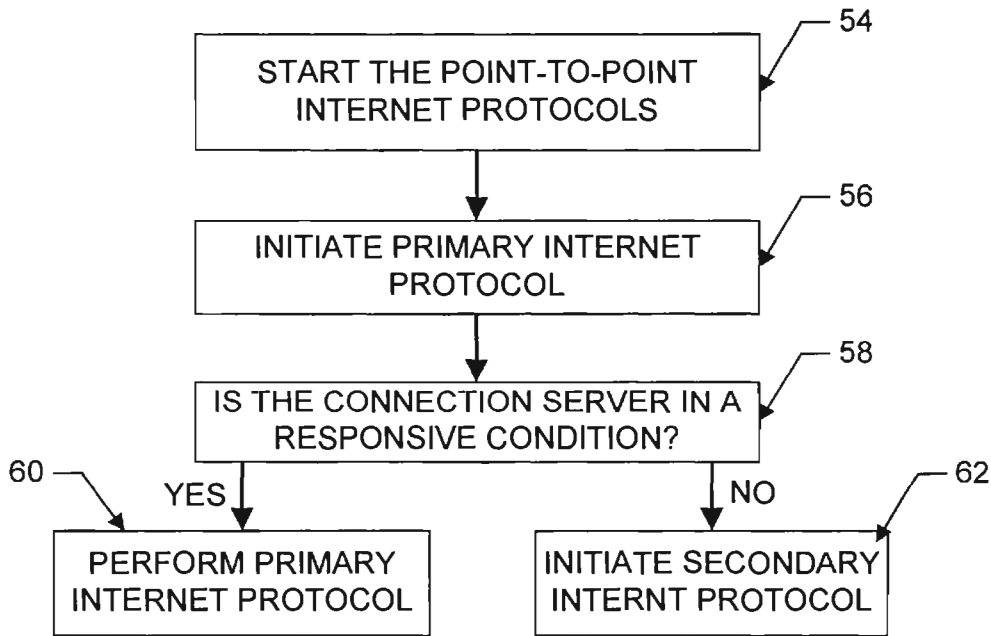 54
START THE POINT-TO-POINT
INTERNET PROTOCOLS
56
INITIATE PRIMARY INTERNET
PROTOCOL
58
IS THE CONNECTION SERVER IN A
RESPONSIVE CONDITION?
60
YES
NO
62
PERFORM PRIMARY
INTERNET PROTOCOL
INITIATE SECONDARY
INTERNT PROTOCOL